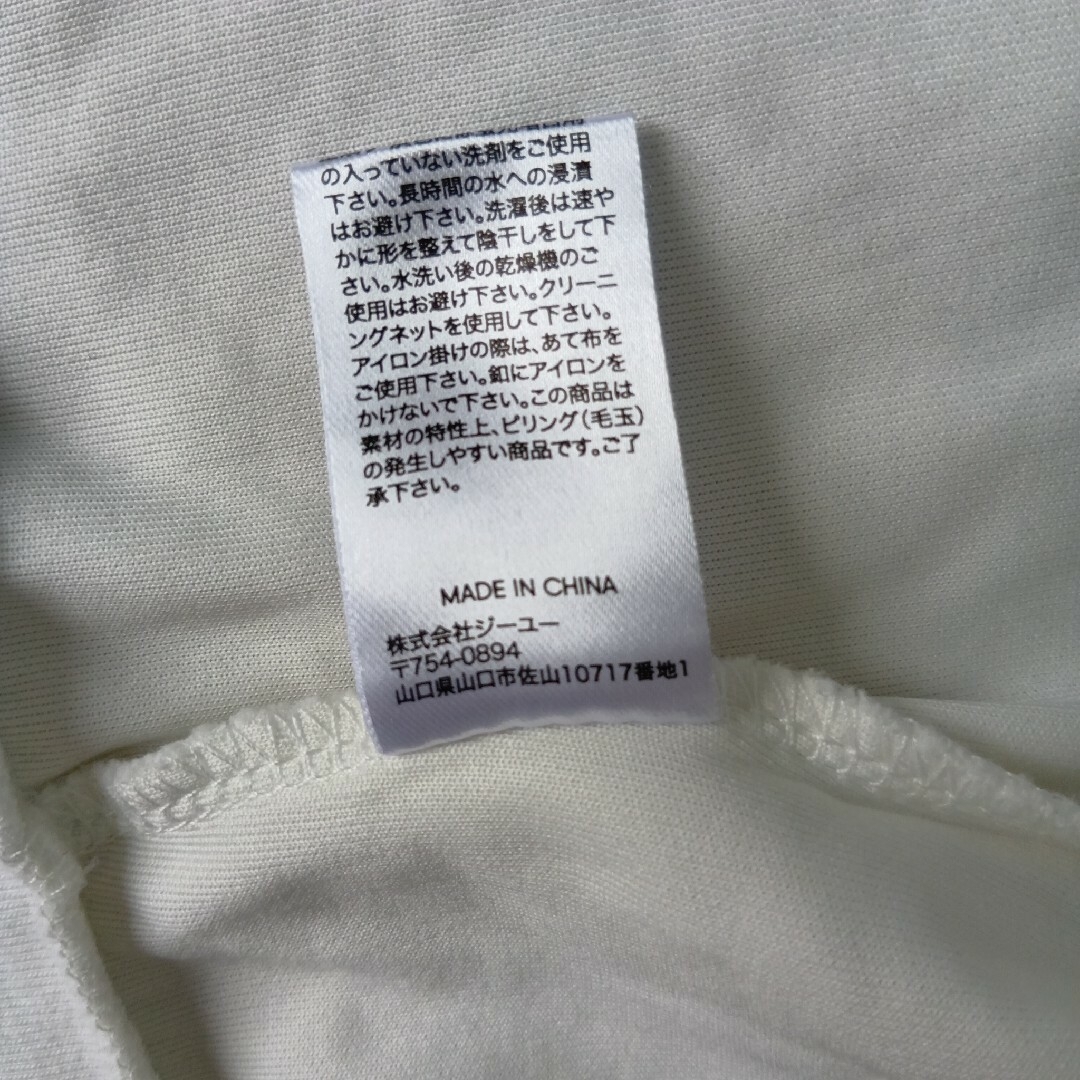 の入っていない洗剤をご使用
下さい。長時間の水への浸漬
はお避け下さい。洗濯後は速や
かに形を整えて陰干しをして下
さい。水洗い後の乾燥機のご
使用はお避け下さい。クリーニ
ングネットを使用して下さい。
アイロン掛けの際は、あて布を
ご使用下さい。釦にアイロンを
かけないで下さい。この商品は
素材の特性上、ピリング(毛玉)
の発生しやすい商品です。ご了
承下さい。
MADE IN CHINA
株式会社ジーユー
〒754-0894
山口県山口市佐山10717番地1